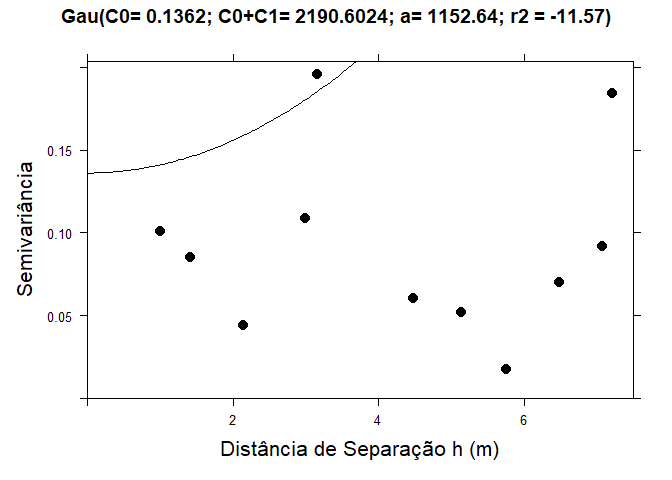 Gau(C0= 0.1362; C0+C1= 2190.6024; a= 1152.64; r2 = -11.57)
0.15
0.10
0.05
Semivariância
2 4 6
Distância de Separação h (m)